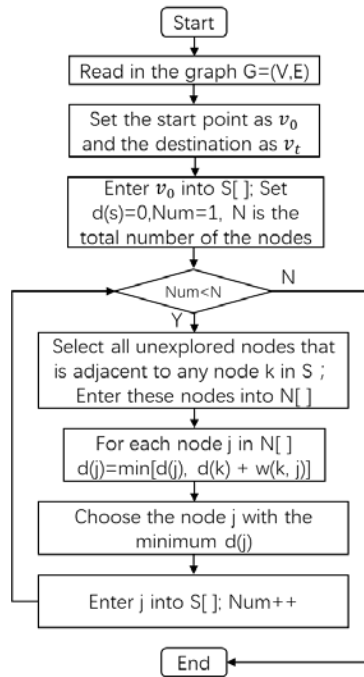 Start
Read in the graph G=(V,E)
Set the start point as v₀
and the destination as vₜ
Enter v₀ into S[ ]; Set
d(s)=0,Num=1, N is the
total number of the nodes
Num<N
N
Y
Select all unexplored nodes that
is adjacent to any node k in S ;
Enter these nodes into N[ ]
For each node j in N[ ]
d(j)=min[d(j), d(k) + w(k, j)]
Choose the node j with the
minimum d(j)
Enter j into S[ ]; Num++
End